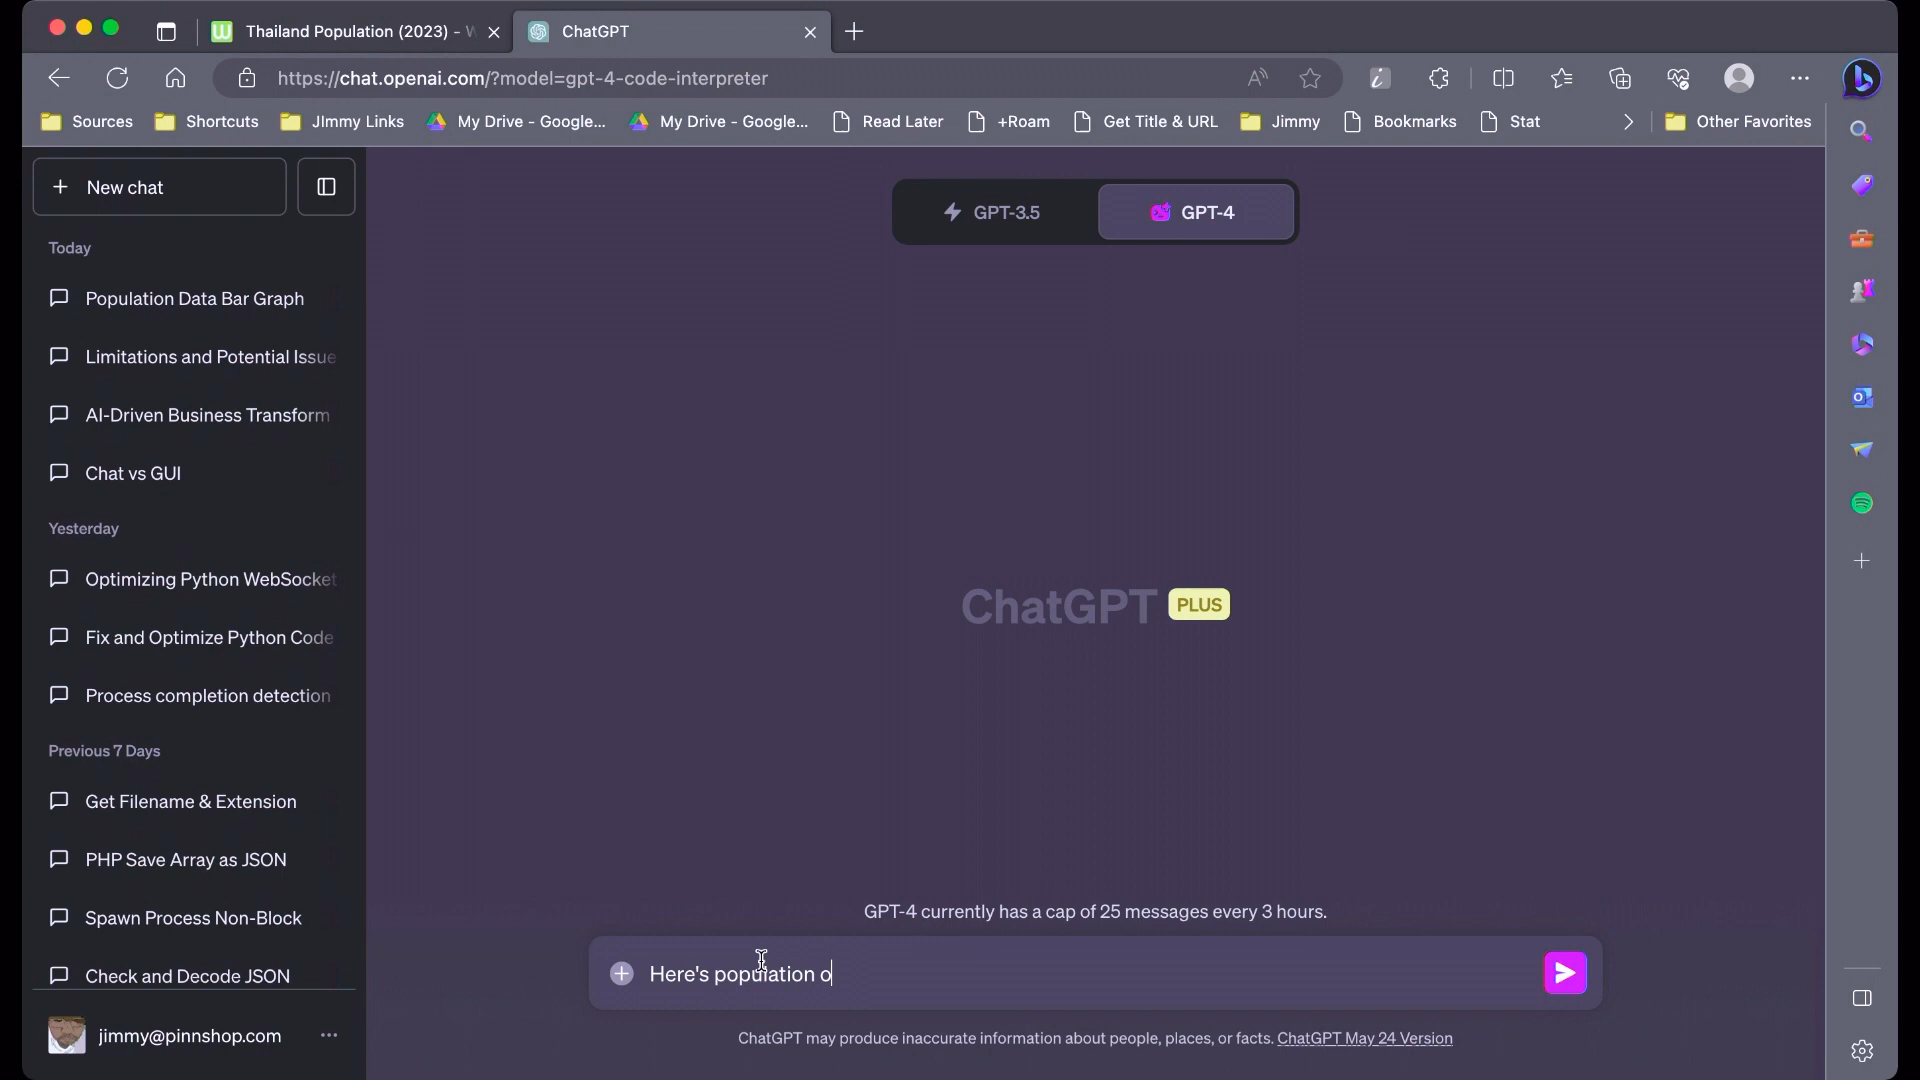 Thailand Population (2023) -
ChatGPT
https://chat.openai.com/?model=gpt-4-code-interpreter
Sources
Shortcuts
JImmy Links
My Drive - Google...
My Drive - Google...
Read Later
+Roam
Get Title & URL
Jimmy
Bookmarks
Stat
Other Favorites
New chat
GPT-3.5
GPT-4
Today
Population Data Bar Graph
Limitations and Potential Issue
AI-Driven Business Transform
Chat vs GUI
Yesterday
Optimizing Python WebSocket
Fix and Optimize Python Code
Process completion detection
Previous 7 Days
Get Filename & Extension
PHP Save Array as JSON
Spawn Process Non-Block
Check and Decode JSON
jimmy@pinnshop.com
ChatGPT PLUS
GPT-4 currently has a cap of 25 messages every 3 hours.
Here's population o
ChatGPT may produce inaccurate information about people, places, or facts. ChatGPT May 24 Version